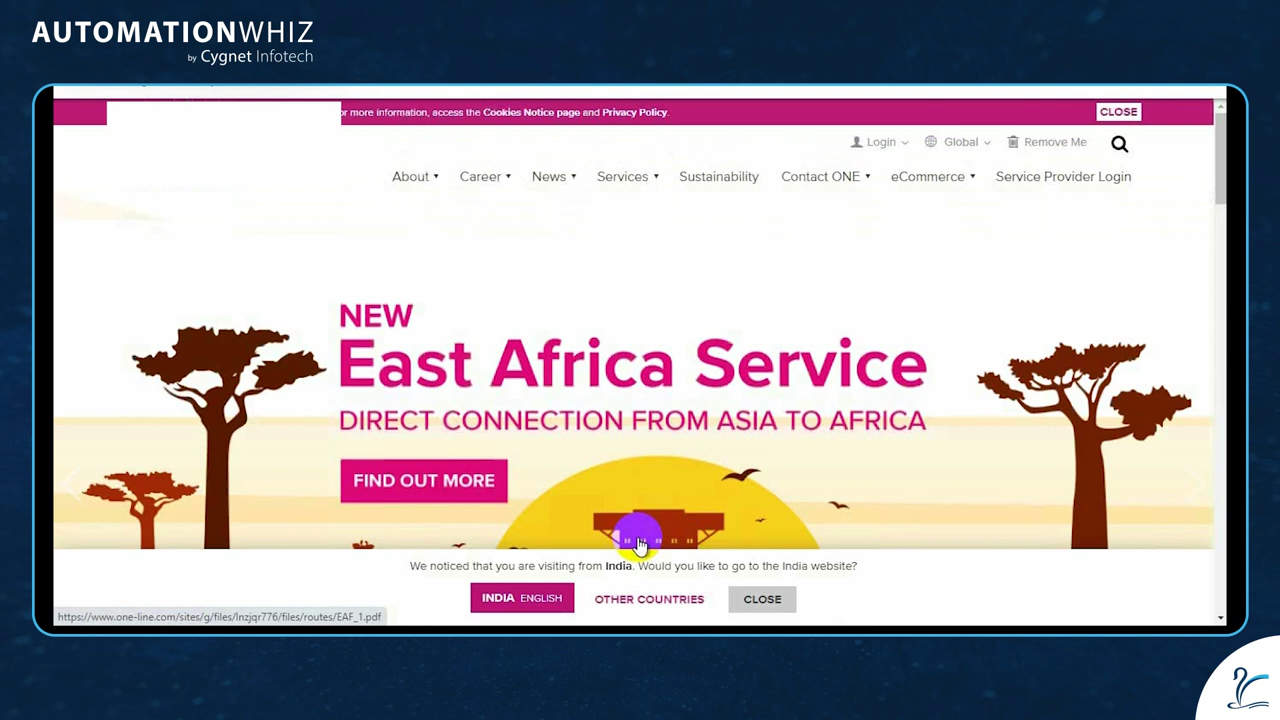 AUTOMATIONWHIZ
by Cygnet Infotech
or more information, access the Cookies Notice page and Privacy Policy.
CLOSE
Login
Global
Remove Me
About
Career
News
Services
Sustainability
Contact ONE
eCommerce
Service Provider Login
NEW
East Africa Service
DIRECT CONNECTION FROM ASIA TO AFRICA
FIND OUT MORE
We noticed that you are visiting from India. Would you like to go to the India website?
INDIA ENGLISH
OTHER COUNTRIES
CLOSE
https://www.one-line.com/sites/g/files/lnzjqr776/files/routes/EAF_1.pdf